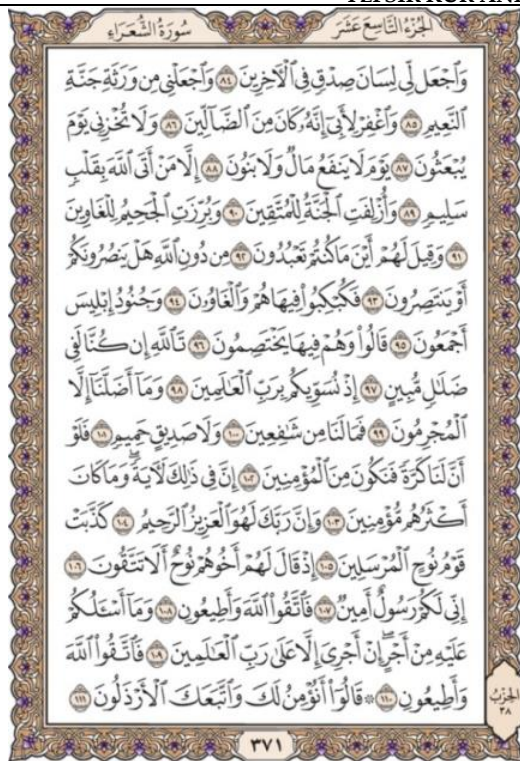 الجزء التاسع عشر
سورة الشعراء
وَٱجۡعَل لِّي لِسَانَ صِدۡقٖ فِي ٱلۡأٓخِرِينَ ٨٤ وَٱجۡعَلۡنِي مِن وَرَثَةِ جَنَّةِ
ٱلنَّعِيمِ ٨٥ وَٱغۡفِرۡ لِأَبِيٓ إِنَّهُۥ كَانَ مِنَ ٱلضَّآلِّينَ ٨٦ وَلَا تُخۡزِنِي يَوۡمَ
يُبۡعَثُونَ ٨٧ يَوۡمَ لَا يَنفَعُ مَالٞ وَلَا بَنُونَ ٨٨ إِلَّا مَنۡ أَتَى ٱللَّهَ بِقَلۡبٖ
سَلِيمٖ ٨٩ وَأُزۡلِفَتِ ٱلۡجَنَّةُ لِلۡمُتَّقِينَ ٩٠ وَبُرِّزَتِ ٱلۡجَحِيمُ لِلۡغَاوِينَ
٩١ وَقِيلَ لَهُمۡ أَيۡنَ مَا كُنتُمۡ تَعۡبُدُونَ ٩٢ مِن دُونِ ٱللَّهِ هَلۡ يَنصُرُونَكُمۡ
أَوۡ يَنتَصِرُونَ ٩٣ فَكُبۡكِبُواْ فِيهَا هُمۡ وَٱلۡغَاوُۥنَ ٩٤ وَجُنُودُ إِبۡلِيسَ
أَجۡمَعُونَ ٩٥ قَالُواْ وَهُمۡ فِيهَا يَخۡتَصِمُونَ ٩٦ تَٱللَّهِ إِن كُنَّا لَفِي
ضَلَٰلٖ مُّبِينٍ ٩٧ إِذۡ نُسَوِّيكُم بِرَبِّ ٱلۡعَٰلَمِينَ ٩٨ وَمَآ أَضَلَّنَآ إِلَّا
ٱلۡمُجۡرِمُونَ ٩٩ فَمَا لَنَا مِن شَٰفِعِينَ ١٠٠ وَلَا صَدِيقٍ حَمِيمٖ ١٠١ فَلَوۡ
أَنَّ لَنَا كَرَّةٗ فَنَكُونَ مِنَ ٱلۡمُؤۡمِنِينَ ١٠٢ إِنَّ فِي ذَٰلِكَ لَأٓيَةٗۖ وَمَا كَانَ
أَكۡثَرُهُم مُّؤۡمِنِينَ ١٠٣ وَإِنَّ رَبَّكَ لَهُوَ ٱلۡعَزِيزُ ٱلرَّحِيمُ ١٠٤ كَذَّبَتۡ
قَوۡمُ نُوحٍ ٱلۡمُرۡسَلِينَ ١٠٥ إِذۡ قَالَ لَهُمۡ أَخُوهُمۡ نُوحٌ أَلَا تَتَّقُونَ ١٠٦
إِنِّي لَكُمۡ رَسُولٌ أَمِينٞ ١٠٧ فَٱتَّقُواْ ٱللَّهَ وَأَطِيعُونِ ١٠٨ وَمَآ أَسۡـَٔلُكُمۡ
عَلَيۡهِ مِنۡ أَجۡرٍۖ إِنۡ أَجۡرِيَ إِلَّا عَلَىٰ رَبِّ ٱلۡعَٰلَمِينَ ١٠٩ فَٱتَّقُواْ ٱللَّهَ
وَأَطِيعُونِ ١١٠ ۞ قَالُوٓاْ أَنُؤۡمِنُ لَكَ وَٱتَّبَعَكَ ٱلۡأَرۡذَلُونَ ١١١
الحزب
٣٨
٣٧١